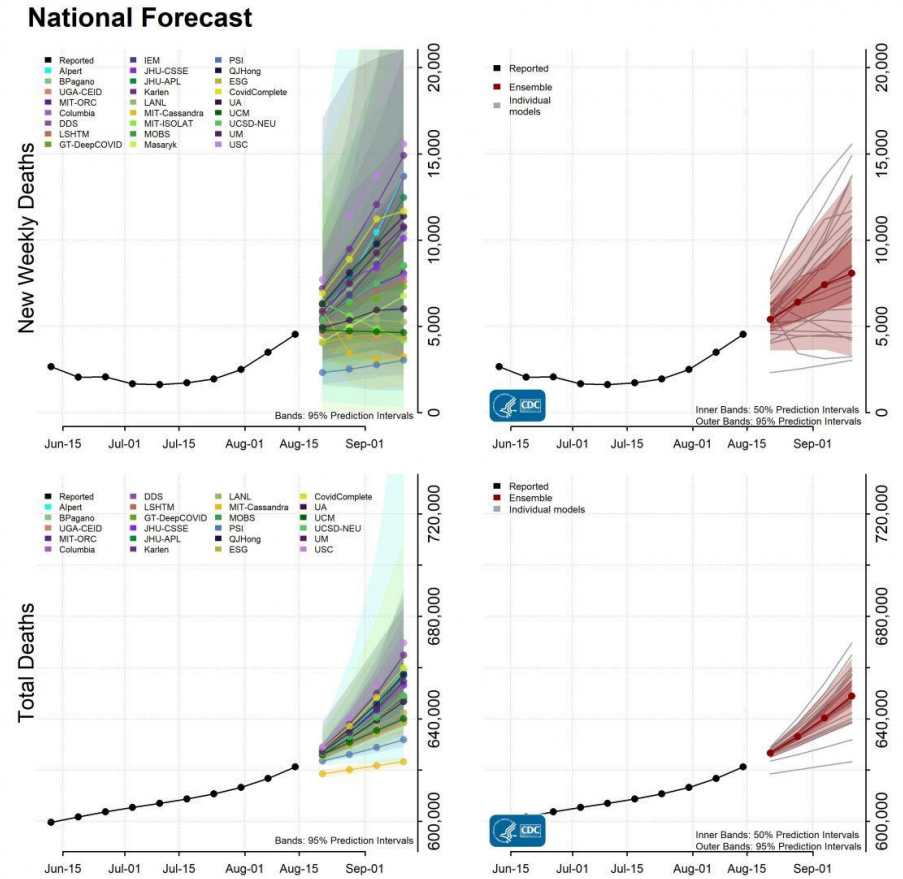 National Forecast
New Weekly Deaths
Reported
Alpert
BPagano
UGA-CEID
MIT-ORC
Columbia
DDS
LSHTM
GT-DeepCOVID
IEM
JHU-CSSE
JHU-APL
Karlen
LANL
MIT-Cassandra
MIT-ISOLAT
MOBS
Masaryk
PSI
QJHong
ESG
CovidComplete
UA
UCM
UCSD-NEU
UM
USC
Bands: 95% Prediction Intervals
Jun-15 Jul-01 Jul-15 Aug-01 Aug-15 Sep-01
Reported
Ensemble
Individual
models
20,000
15,000
10,000
5,000
0
CDC
Inner Bands: 50% Prediction Intervals
Outer Bands: 95% Prediction Intervals
Jun-15 Jul-01 Jul-15 Aug-01 Aug-15 Sep-01
20,000
15,000
10,000
5,000
0
Total Deaths
Reported
Alpert
BPagano
UGA-CEID
MIT-ORC
Columbia
DDS
LSHTM
GT-DeepCOVID
JHU-CSSE
JHU-APL
Karlen
LANL
MIT-Cassandra
MOBS
PSI
QJHong
ESG
CovidComplete
UA
UCM
UCSD-NEU
UM
USC
Bands: 95% Prediction Intervals
Jun-15 Jul-01 Jul-15 Aug-01 Aug-15 Sep-01
720,000
680,000
640,000
600,000
Reported
Ensemble
Individual models
CDC
Inner Bands: 50% Prediction Intervals
Outer Bands: 95% Prediction Intervals
Jun-15 Jul-01 Jul-15 Aug-01 Aug-15 Sep-01
720,000
680,000
640,000
600,000